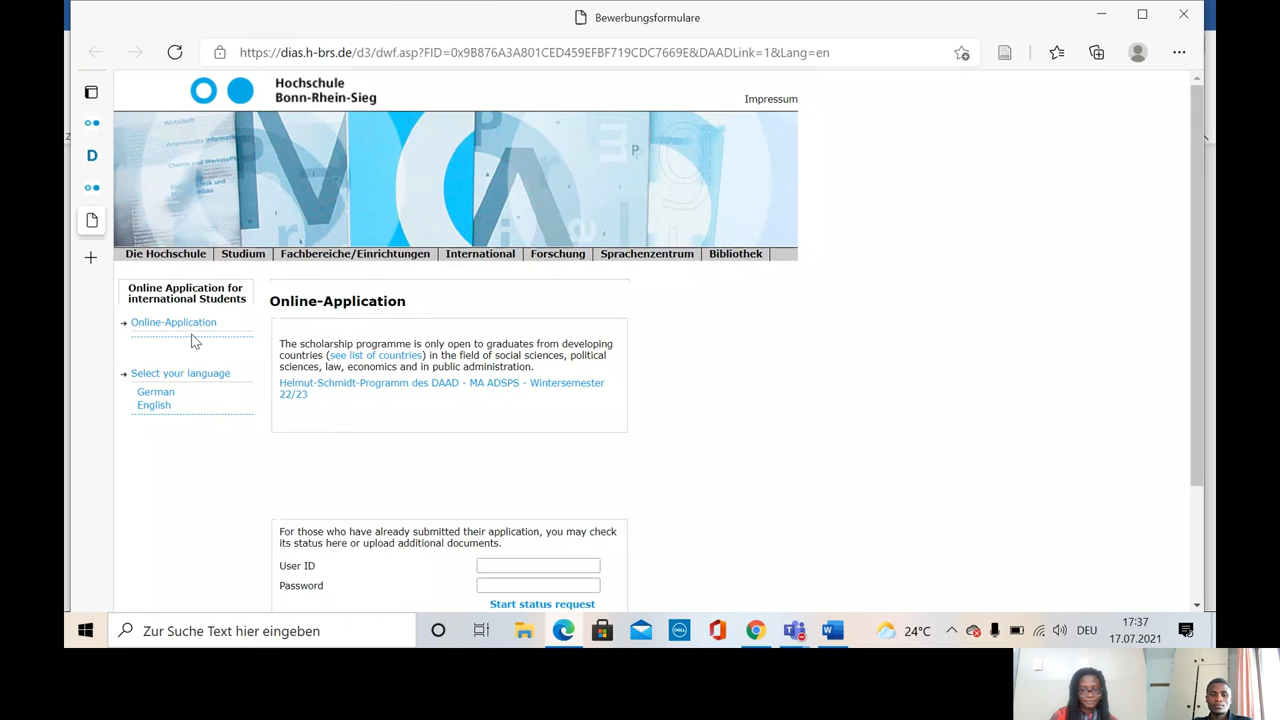 Bewerbungsformulare
https://dias.h-brs.de/d3/dwf.asp?FID=0x9B876A3A801CED459EFBF719CDC7669E&DAADLink=1&Lang=en
Hochschule
Bonn-Rhein-Sieg
Impressum
Die Hochschule
Studium
Fachbereiche/Einrichtungen
International
Forschung
Sprachenzentrum
Bibliothek
Online Application for
international Students
Online-Application
Select your language
German
English
Online-Application
The scholarship programme is only open to graduates from developing
countries (see list of countries) in the field of social sciences, political
sciences, law, economics and in public administration.
Helmut-Schmidt-Programm des DAAD - MA ADSPS - Wintersemester
22/23
For those who have already submitted their application, you may check
its status here or upload additional documents.
User ID
Password
Start status request
Zur Suche Text hier eingeben
24°C
DEU
17:37
17.07.2021